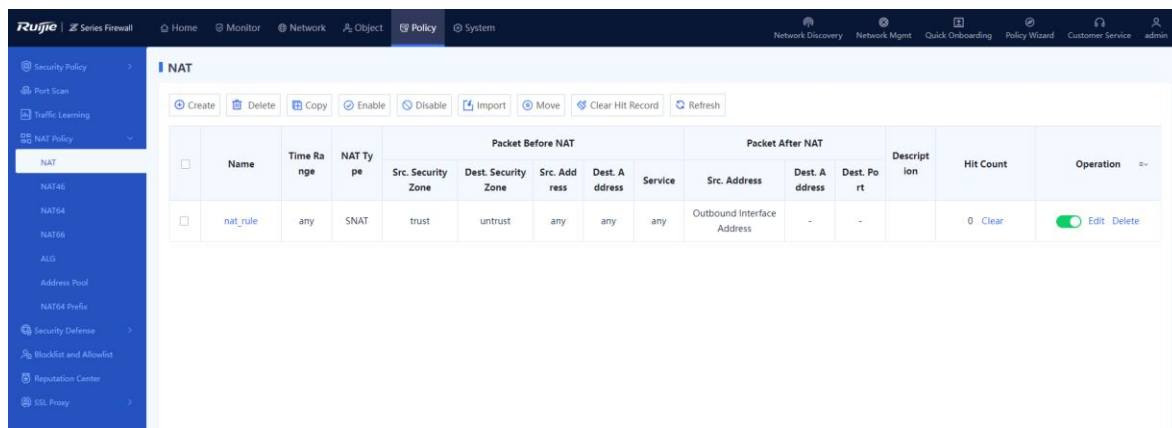 Ruijie | Z Series Firewall
Home Monitor Network Object Policy System
Network Discovery Network Mgmt Quick Onboarding Policy Wizard Customer Service admin
Security Policy
Port Scan
Traffic Learning
NAT Policy
NAT
NAT46
NAT64
NAT66
ALG
Address Pool
NAT64 Prefix
Security Defense
Blocklist and Allowlist
Reputation Center
SSL Proxy
NAT
Create Delete Copy Enable Disable Import Move Clear Hit Record Refresh
Name
Time Ra
nge
NAT Ty
pe
Packet Before NAT
Src. Security
Zone
Dest. Security
Zone
Src. Add
ress
Dest. A
ddress
Service
Packet After NAT
Src. Address
Dest. A
ddress
Dest. Po
rt
Descript
ion
Hit Count
Operation
nat_rule any SNAT trust untrust any any any
Outbound Interface
Address
- - 0 Clear Edit Delete